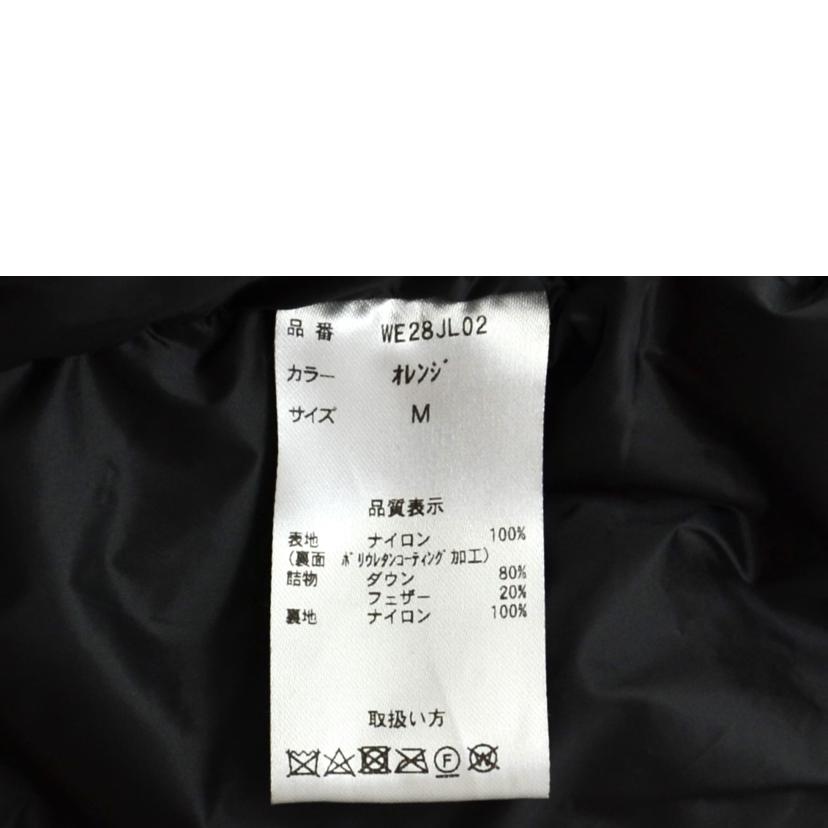 品番 WE28JL02
カラー オレンジ
サイズ M
品質表示
表地 ナイロン 100%
(裏面 ポリウレタンコーティング加工)
詰物 ダウン 80%
フェザー 20%
裏地 ナイロン 100%
取扱い方
F W